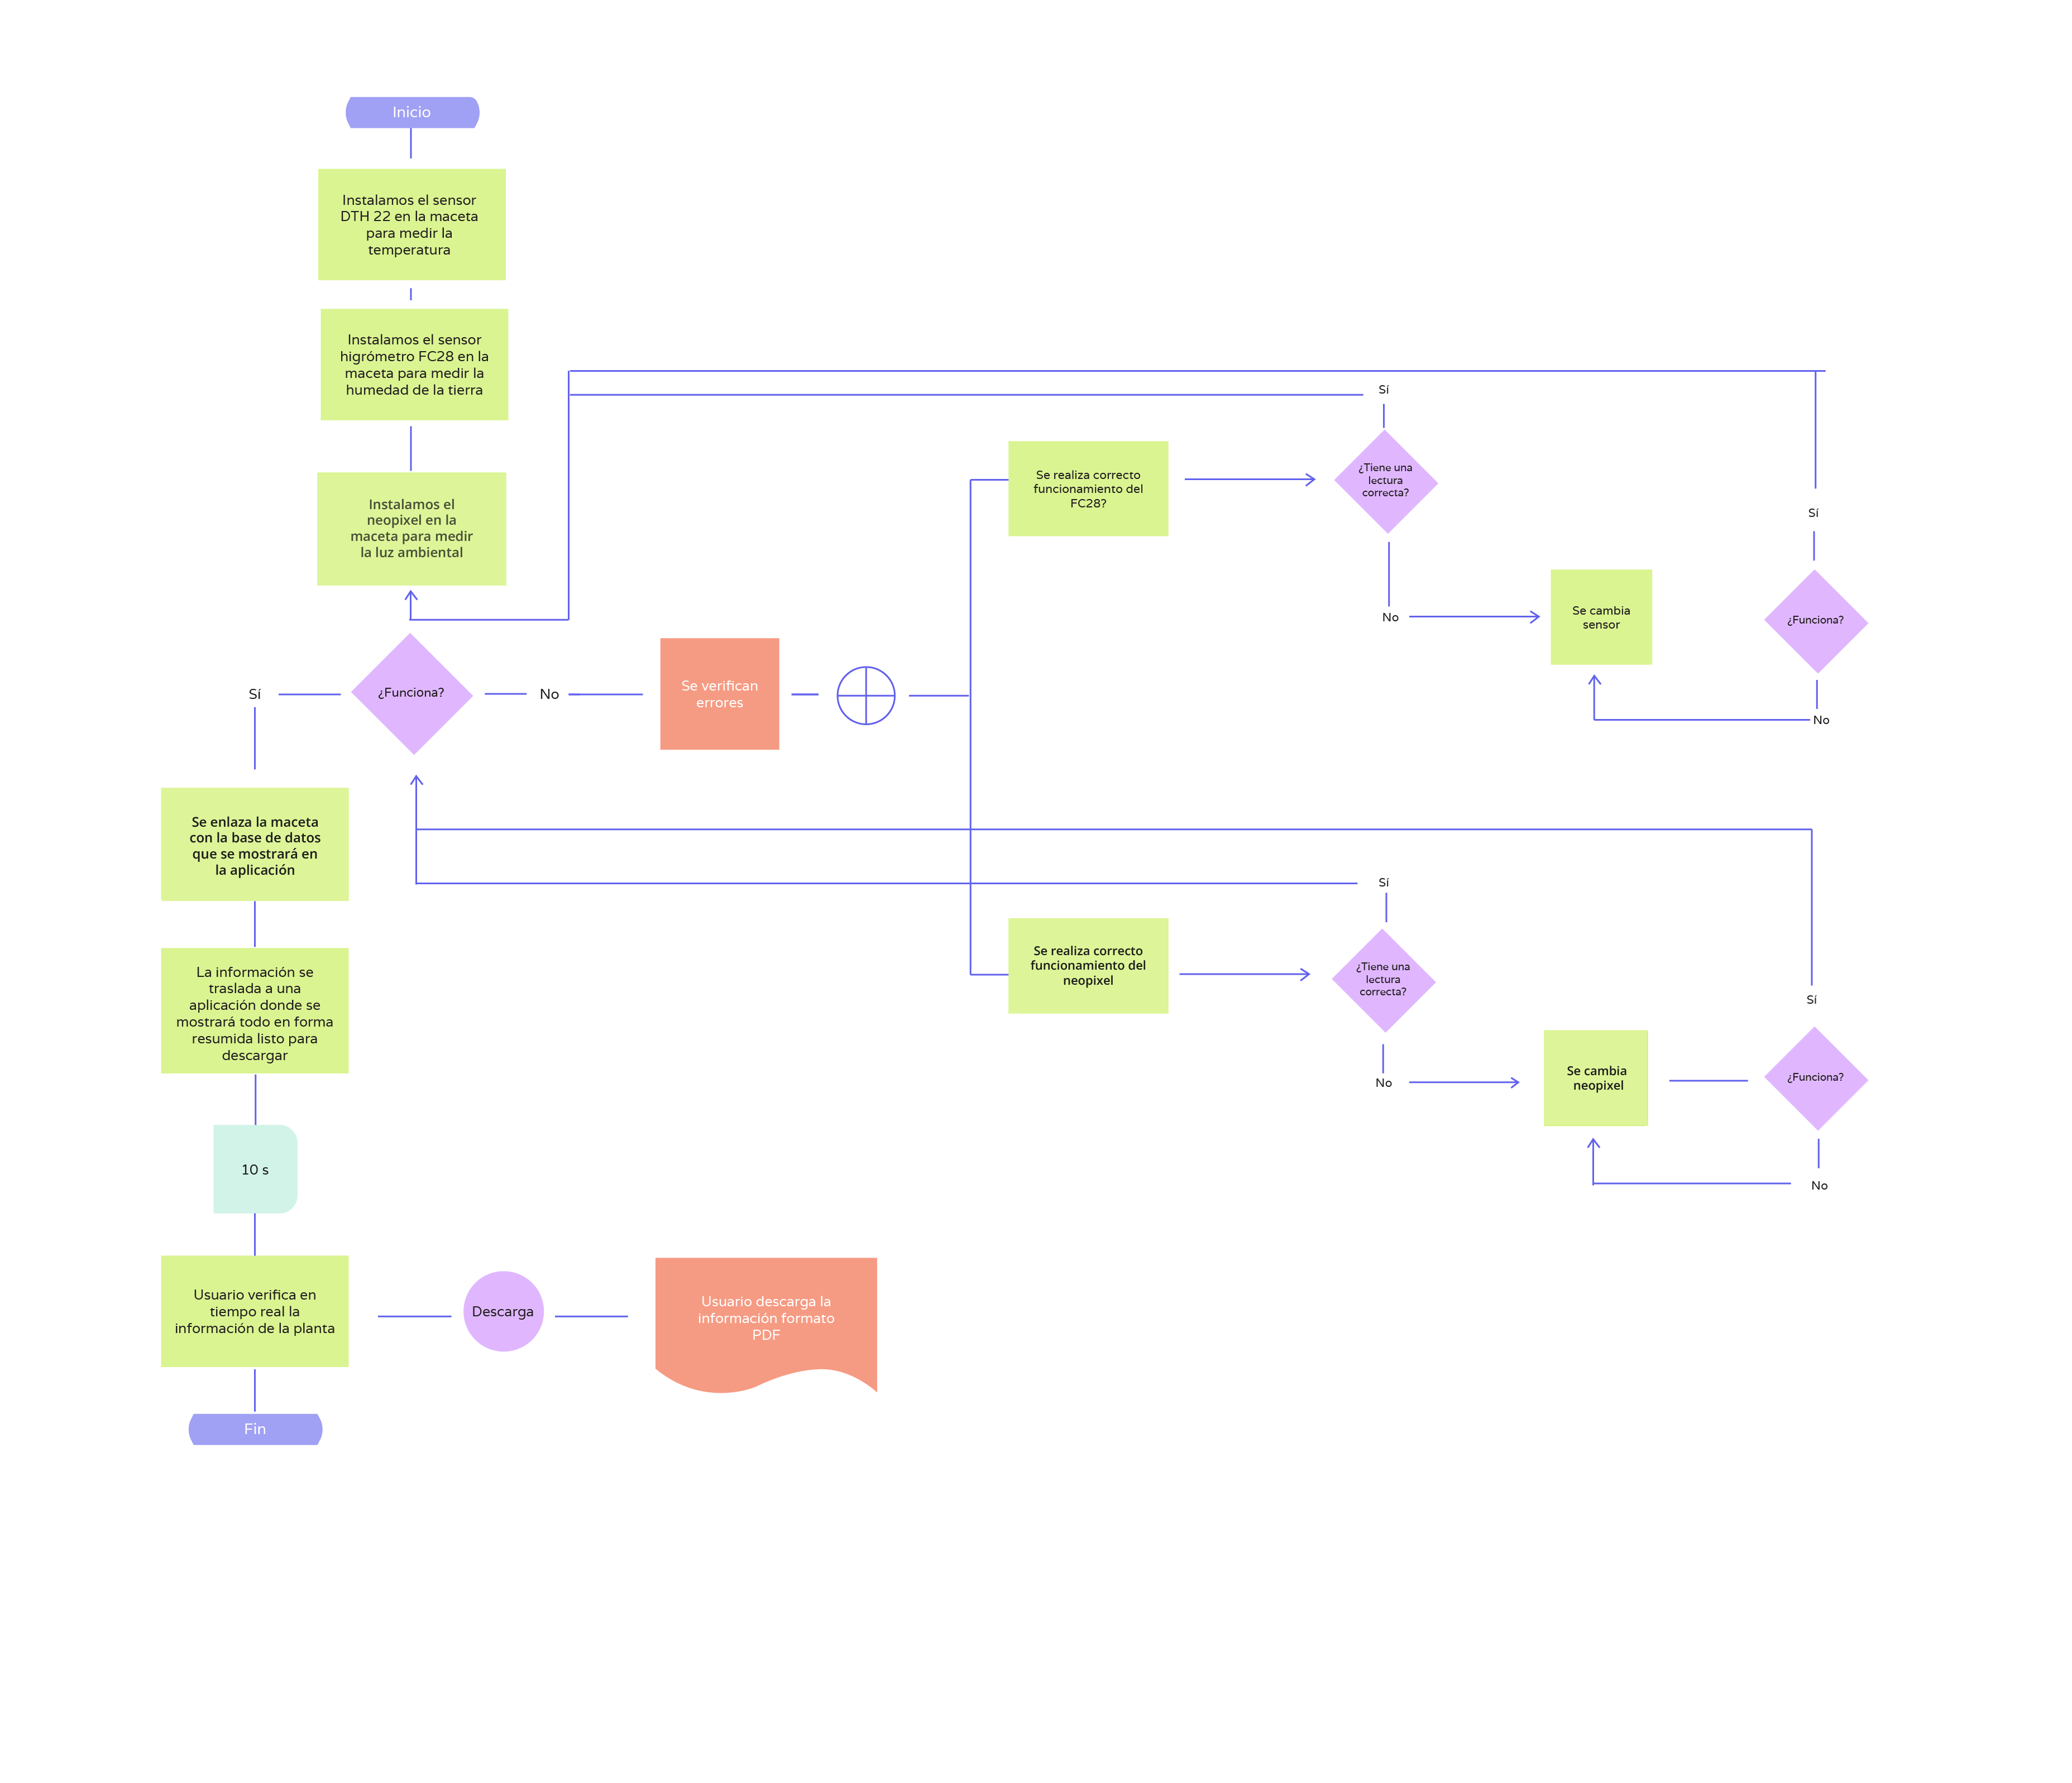 Inicio
Instalamos el sensor
DTH 22 en la maceta
para medir la
temperatura
Instalamos el sensor
higrómetro FC28 en la
maceta para medir la
humedad de la tierra
Instalamos el
neopixel en la
maceta para medir
la luz ambiental
¿Funciona?
Sí
No
Se verifican
errores
Se realiza correcto
funcionamiento del
FC28?
¿Tiene una
lectura
correcta?
Sí
No
Se cambia
sensor
¿Funciona?
Sí
No
Se realiza correcto
funcionamiento del
neopixel
¿Tiene una
lectura
correcta?
Sí
No
Se cambia
neopixel
¿Funciona?
Sí
No
Se enlaza la maceta
con la base de datos
que se mostrará en
la aplicación
La información se
traslada a una
aplicación donde se
mostrará todo en forma
resumida listo para
descargar
10 s
Usuario verifica en
tiempo real la
información de la planta
Descarga
Usuario descarga la
información formato
PDF
Fin